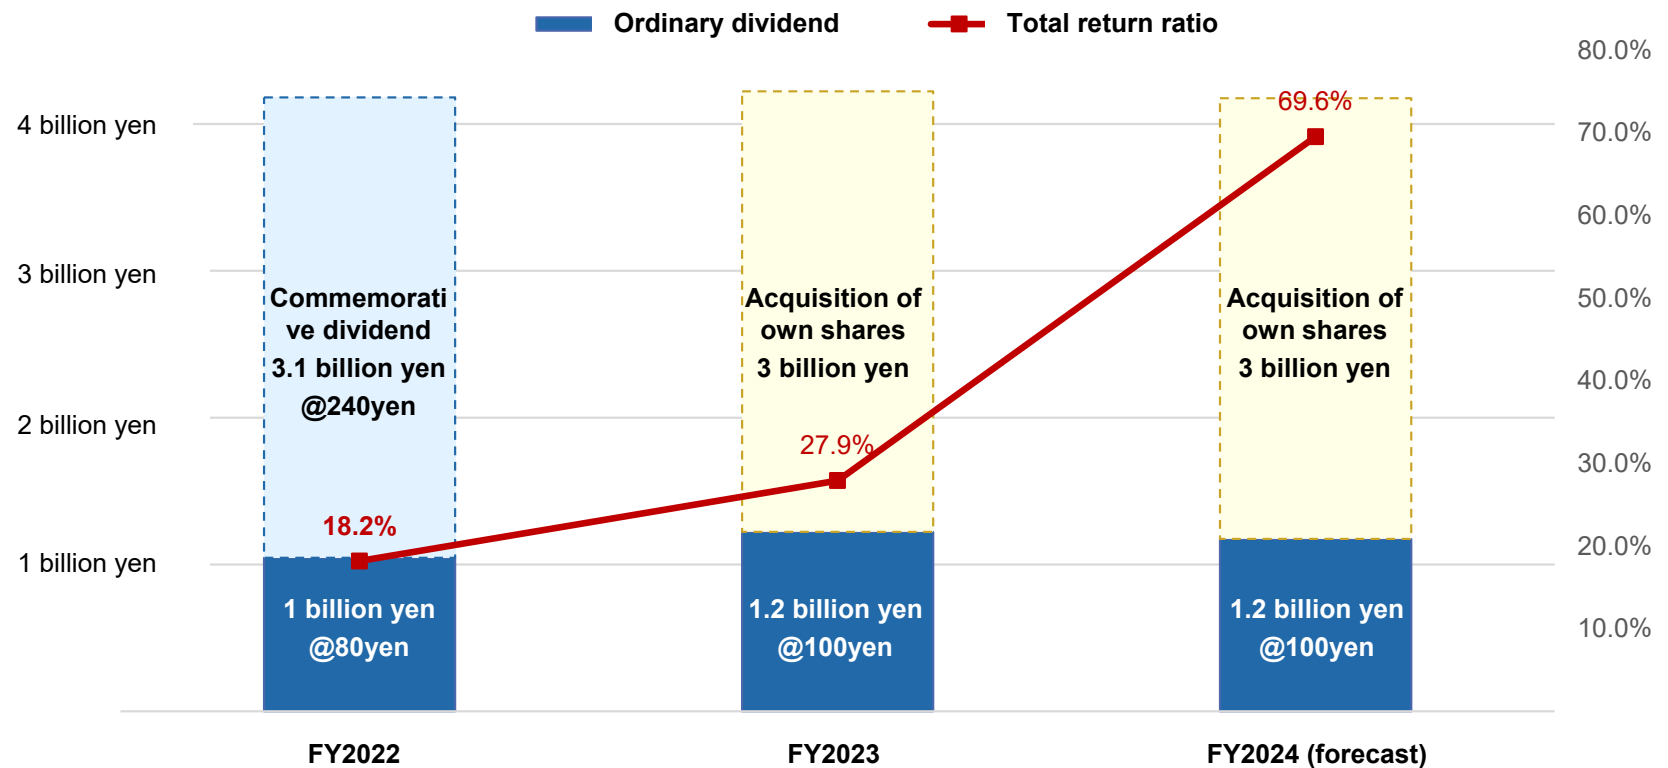 Ordinary dividend
Total return ratio
4 billion yen
3 billion yen
2 billion yen
1 billion yen
80.0%
70.0%
60.0%
50.0%
40.0%
30.0%
20.0%
10.0%
Commemorati
ve dividend
3.1 billion yen
@240yen
18.2%
1 billion yen
@80yen
Acquisition of
own shares
3 billion yen
27.9%
1.2 billion yen
@100yen
69.6%
Acquisition of
own shares
3 billion yen
1.2 billion yen
@100yen
FY2022
FY2023
FY2024 (forecast)